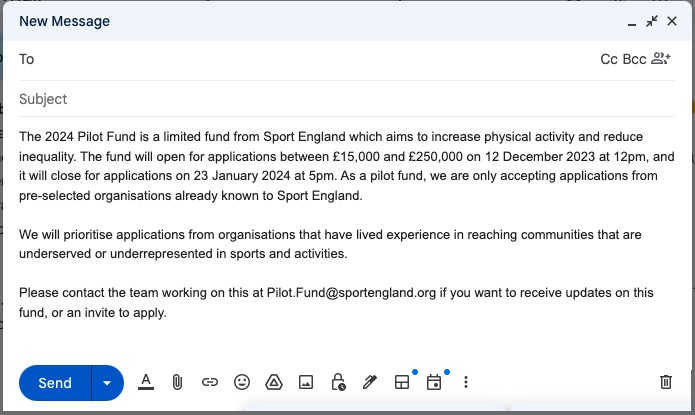 New Message
To
Cc Bcc
Subject
The 2024 Pilot Fund is a limited fund from Sport England which aims to increase physical activity and reduce
inequality. The fund will open for applications between £15,000 and £250,000 on 12 December 2023 at 12pm, and
it will close for applications on 23 January 2024 at 5pm. As a pilot fund, we are only accepting applications from
pre-selected organisations already known to Sport England.
We will prioritise applications from organisations that have lived experience in reaching communities that are
underserved or underrepresented in sports and activities.
Please contact the team working on this at Pilot.Fund@sportengland.org if you want to receive updates on this
fund, or an invite to apply.
Send